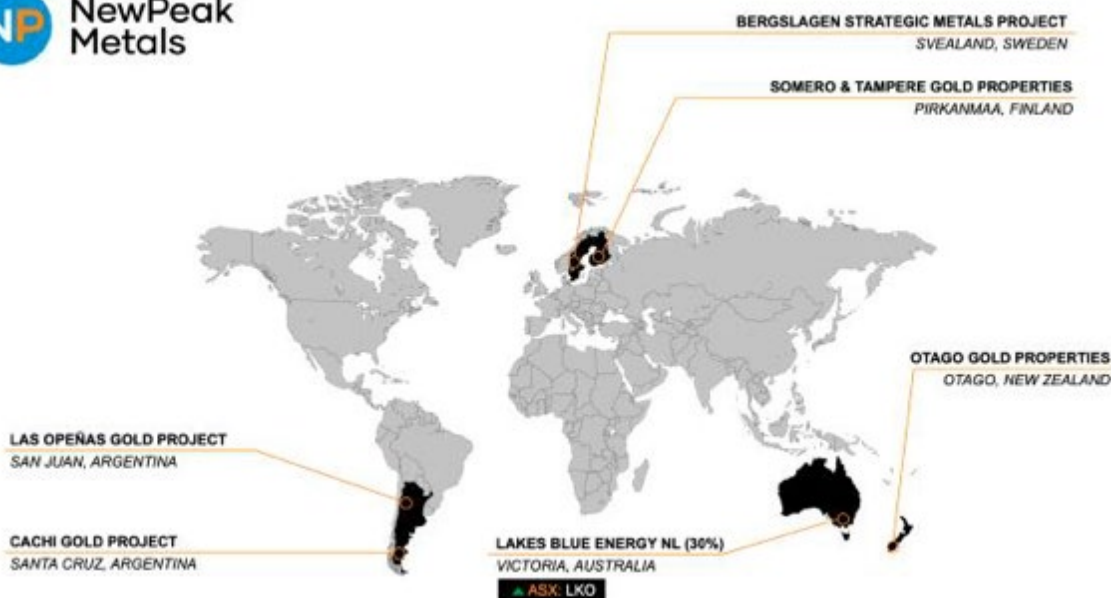 NP NewPeak
Metals
BERGSLAGEN STRATEGIC METALS PROJECT
SVEALAND, SWEDEN
SOMERO & TAMPERE GOLD PROPERTIES
PIRKANMAA, FINLAND
OTAGO GOLD PROPERTIES
OTAGO, NEW ZEALAND
LAS OPEÑAS GOLD PROJECT
SAN JUAN, ARGENTINA
CACHI GOLD PROJECT
SANTA CRUZ, ARGENTINA
LAKES BLUE ENERGY NL (30%)
VICTORIA, AUSTRALIA
ASX: LKO